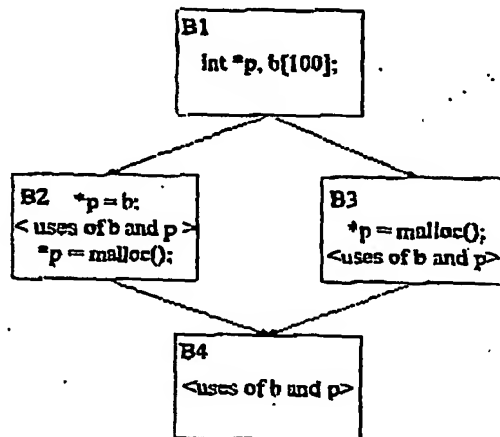 B1
int *p, b[100];
B2
*p = b;
< uses of b and p >
*p = malloc();
B3
*p = malloc();
<uses of b and p>
B4
<uses of b and p>